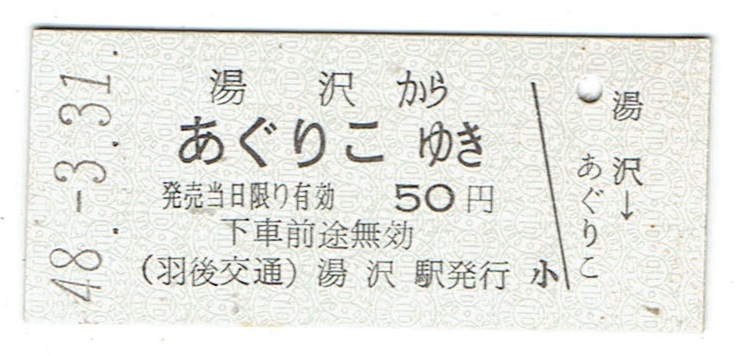 48.-3.31.
湯沢から
あぐりこ ゆき
発売当日限り有効 50円
下車前途無効
(羽後交通) 湯沢駅発行 小
湯沢→あぐりこ